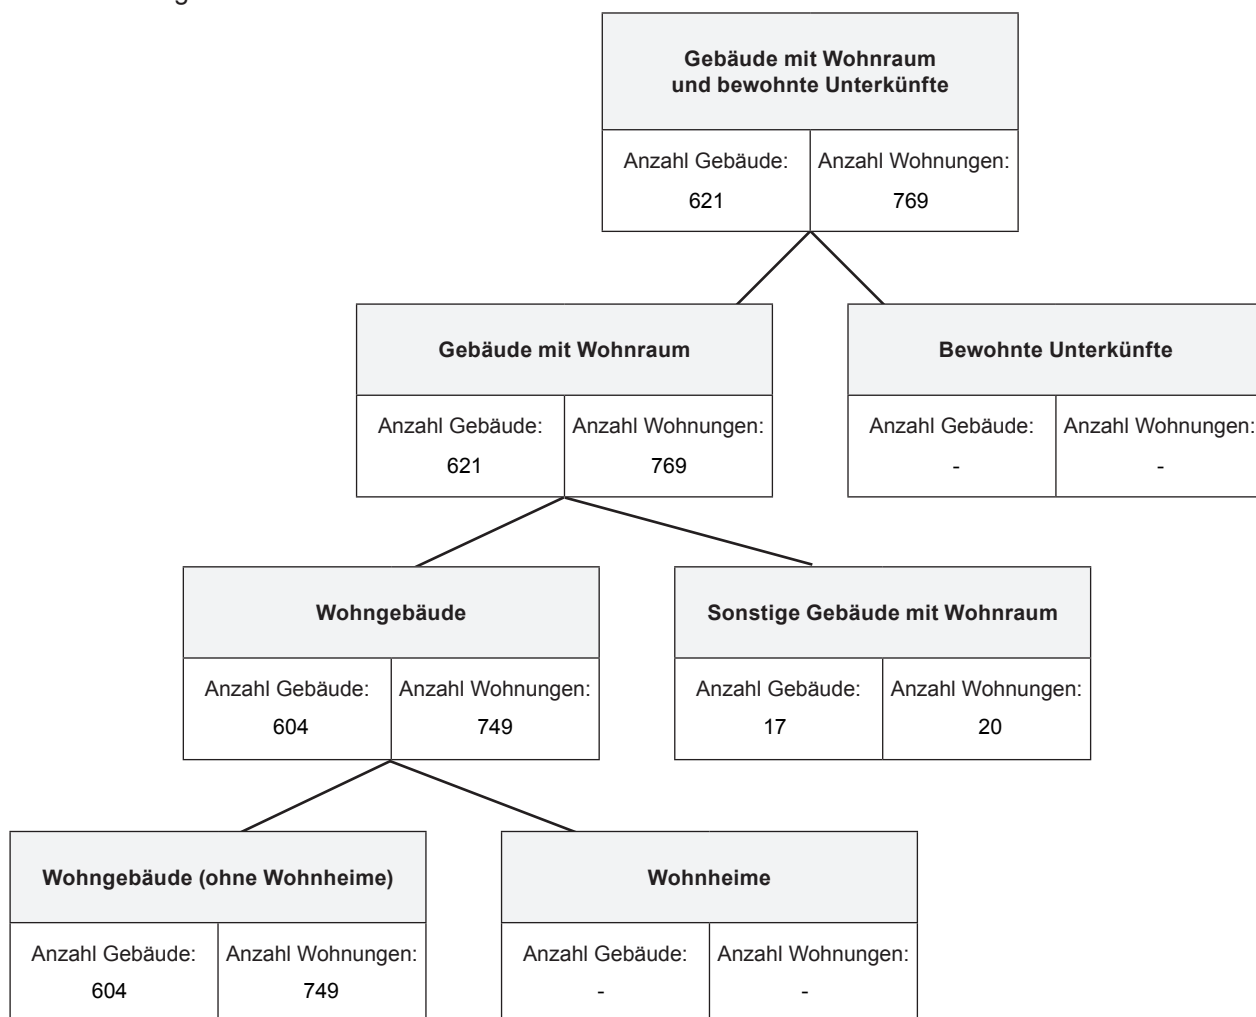 Gebäude mit Wohnraum
und bewohnte Unterkünfte
Anzahl Gebäude: Anzahl Wohnungen:
621 769
Gebäude mit Wohnraum Bewohnte Unterkünfte
Anzahl Gebäude: Anzahl Wohnungen: Anzahl Gebäude: Anzahl Wohnungen:
621 769 - -
Wohngebäude Sonstige Gebäude mit Wohnraum
Anzahl Gebäude: Anzahl Wohnungen: Anzahl Gebäude: Anzahl Wohnungen:
604 749 17 20
Wohngebäude (ohne Wohnheime) Wohnheime
Anzahl Gebäude: Anzahl Wohnungen: Anzahl Gebäude: Anzahl Wohnungen:
604 749 - -